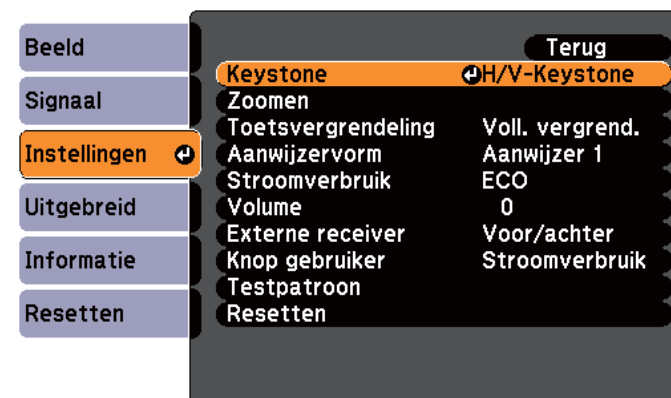 Beeld
Signaal
Instellingen
Uitgebreid
Informatie
Resetten
Terug
Keystone H/V-Keystone
Zoomen
Toetsvergrendeling Voll. vergrend.
Aanwijzervorm Aanwijzer 1
Stroomverbruik ECO
Volume 0
Externe receiver Voor/achter
Knop gebruiker Stroomverbruik
Testpatroon
Resetten